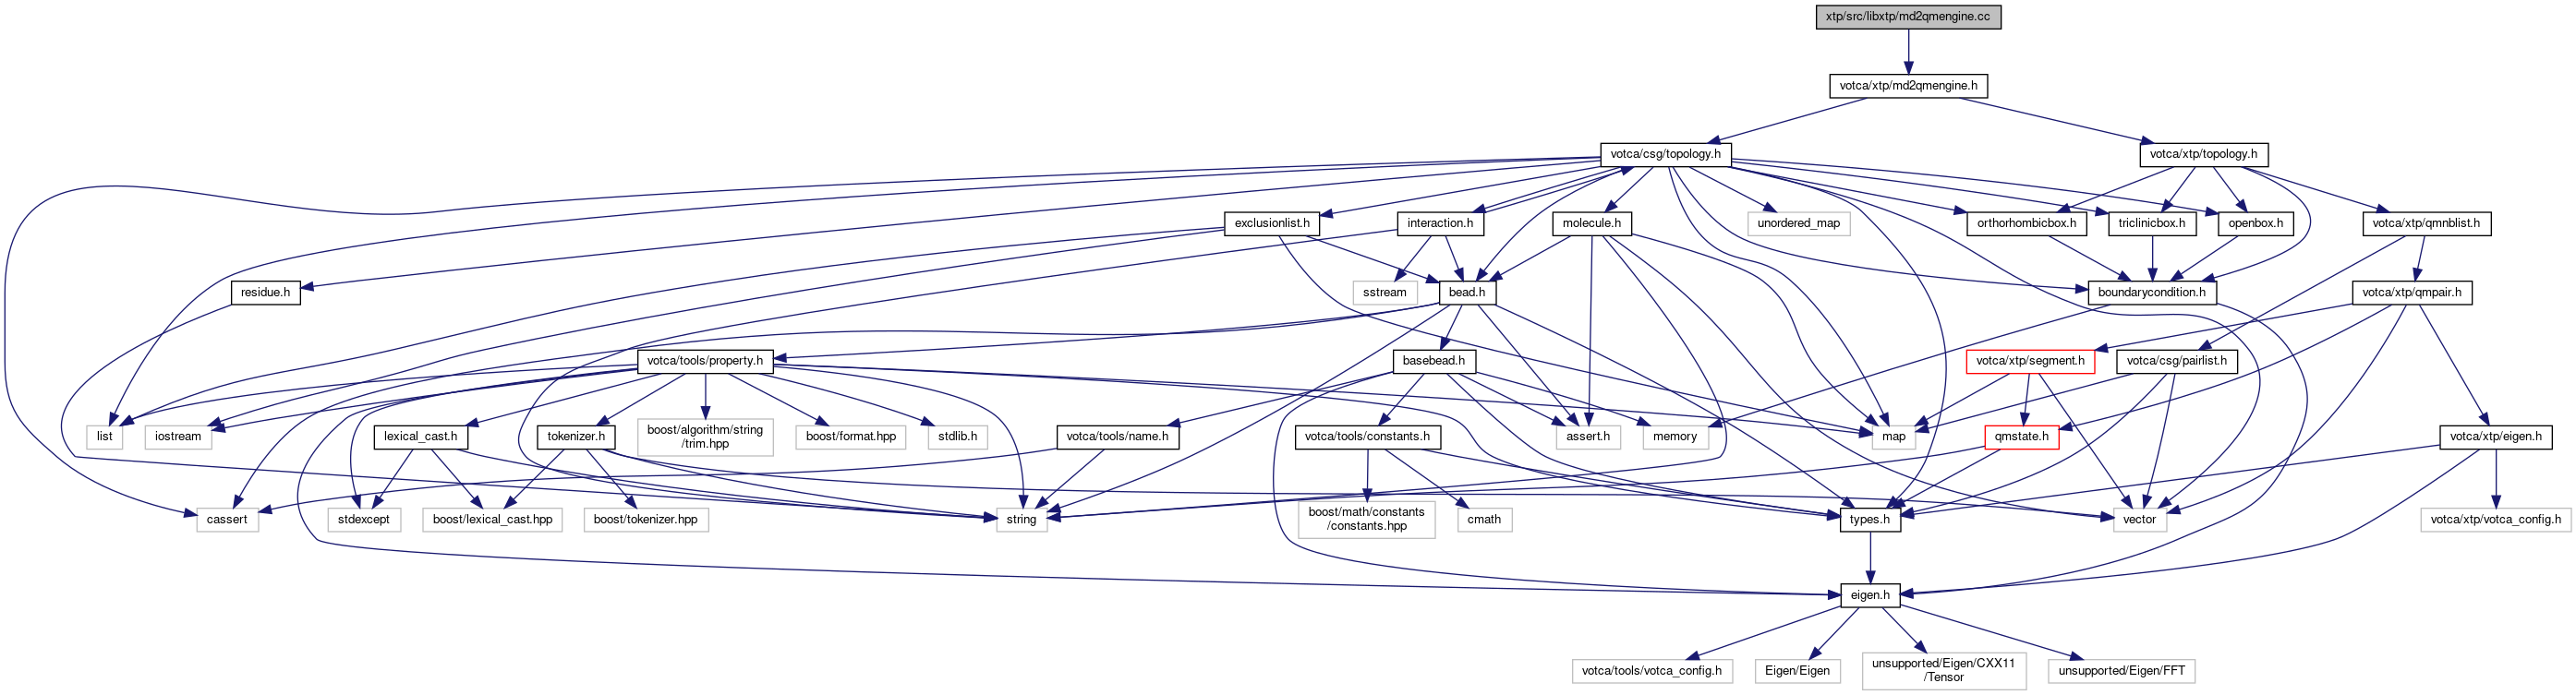 xtp/src/libxtp/md2qmengine.cc
votca/xtp/md2qmengine.h
votca/csg/topology.h
votca/xtp/topology.h
exclusionlist.h
interaction.h
molecule.h
unordered_map
orthorhombicbox.h
triclinicbox.h
openbox.h
votca/xtp/qmnblist.h
residue.h
sstream
bead.h
boundarycondition.h
votca/xtp/qmpair.h
votca/tools/property.h
basebead.h
votca/xtp/segment.h
votca/csg/pairlist.h
list
iostream
lexical_cast.h
tokenizer.h
boost/algorithm/string
/trim.hpp
boost/format.hpp
stdlib.h
votca/tools/name.h
votca/tools/constants.h
assert.h
memory
map
qmstate.h
votca/xtp/eigen.h
cassert
stdexcept
boost/lexical_cast.hpp
boost/tokenizer.hpp
string
boost/math/constants
/constants.hpp
cmath
types.h
vector
votca/xtp/votca_config.h
eigen.h
votca/tools/votca_config.h
Eigen/Eigen
unsupported/Eigen/CXX11
/Tensor
unsupported/Eigen/FFT